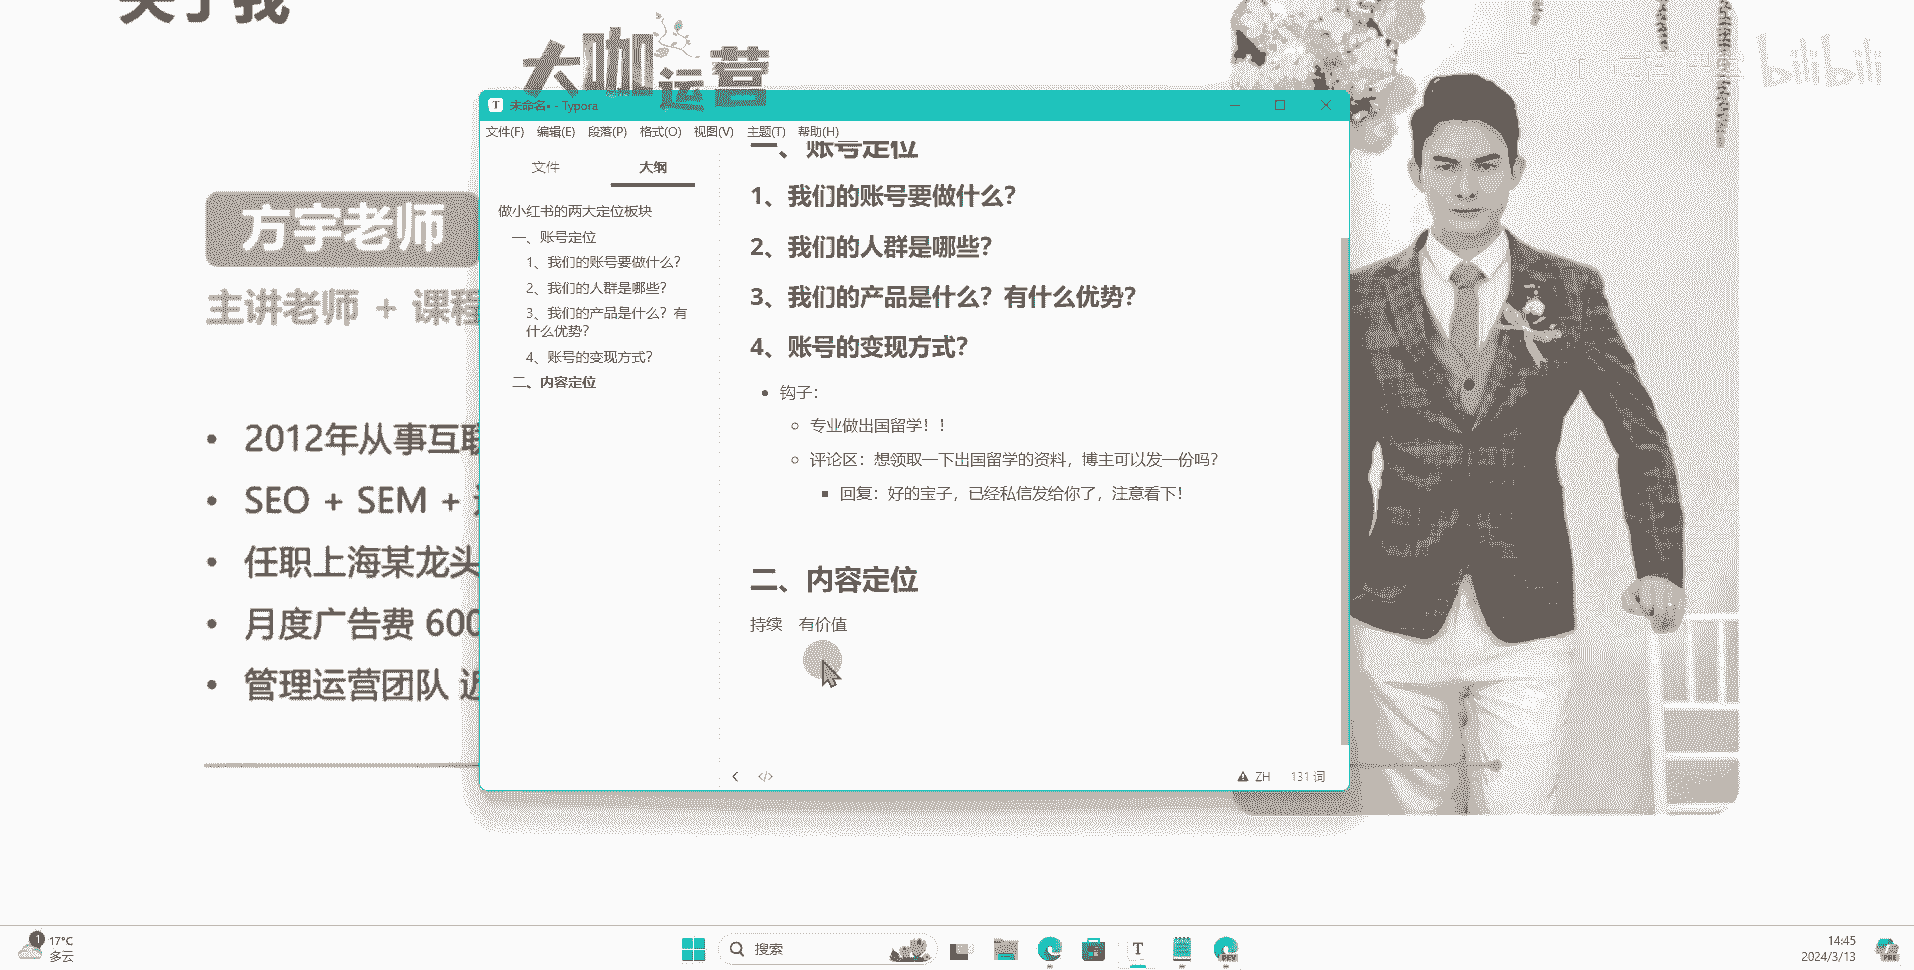 关于我
大咖运营
bilibili
未命名• - Typora
文件(F) 编辑(E) 段落(P) 格式(O) 视图(V) 主题(T) 帮助(H)
文件 大纲
做小红书的两大定位板块
一、账号定位
1、我们的账号要做什么？
2、我们的人群是哪些？
3、我们的产品是什么？有
什么优势？
4、账号的变现方式？
二、内容定位
一、账号定位
1、我们的账号要做什么？
2、我们的人群是哪些？
3、我们的产品是什么？有什么优势？
4、账号的变现方式？
钩子：
专业做出国留学！！
评论区：想领取一下出国留学的资料，博主可以发一份吗？
回复：好的宝子，已经私信发给你了，注意看下！
二、内容定位
持续 有价值
ZH 131 词
方宇老师
主讲老师 + 课程
2012年从事互联
SEO + SEM +
任职上海某龙头
月度广告费 600
管理运营团队 近
1
17°C
多云
搜索
T
DEV
14:45
2024/3/13
PRE